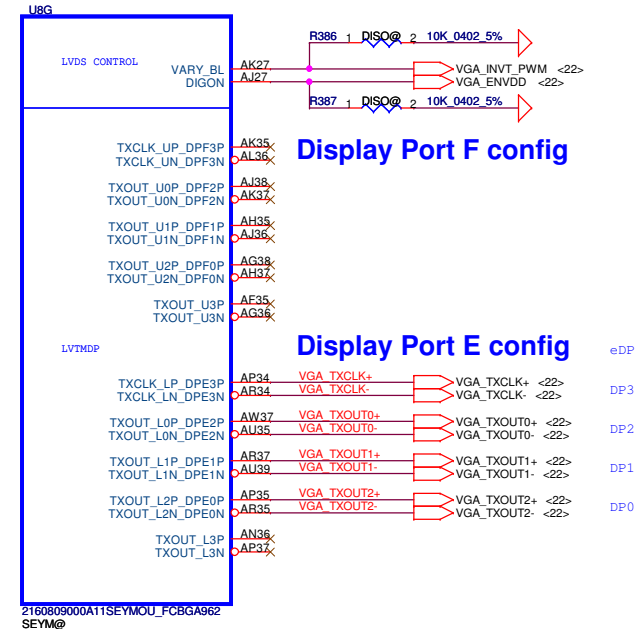 U8G
LVDS CONTROL
VARY_BL AK27
DIGON AJ27
R386 1 DISO@ 2 10K_0402_5%
VGA_INVT_PWM <22>
VGA_ENVDD <22>
R387 1 DISO@ 2 10K_0402_5%
Display Port F config
TXCLK_UP_DPF3P AK35
TXCLK_UN_DPF3N AL36
TXOUT_U0P_DPF2P AJ38
TXOUT_U0N_DPF2N AK37
TXOUT_U1P_DPF1P AH35
TXOUT_U1N_DPF1N AJ36
TXOUT_U2P_DPF0P AG38
TXOUT_U2N_DPF0N AH37
TXOUT_U3P AF35
TXOUT_U3N AG36
LVTMDP
Display Port E config
eDP
TXCLK_LP_DPE3P AP34 VGA_TXCLK+ VGA_TXCLK+ <22>
TXCLK_LN_DPE3N AR34 VGA_TXCLK- VGA_TXCLK- <22>
DP3
TXOUT_L0P_DPE2P AW37 VGA_TXOUT0+ VGA_TXOUT0+ <22>
TXOUT_L0N_DPE2N AU35 VGA_TXOUT0- VGA_TXOUT0- <22>
DP2
TXOUT_L1P_DPE1P AR37 VGA_TXOUT1+ VGA_TXOUT1+ <22>
TXOUT_L1N_DPE1N AU39 VGA_TXOUT1- VGA_TXOUT1- <22>
DP1
TXOUT_L2P_DPE0P AP35 VGA_TXOUT2+ VGA_TXOUT2+ <22>
TXOUT_L2N_DPE0N AR35 VGA_TXOUT2- VGA_TXOUT2- <22>
DP0
TXOUT_L3P AN36
TXOUT_L3N AP37
2160809000A11SEYMOU_FCBGA962
SEYM@